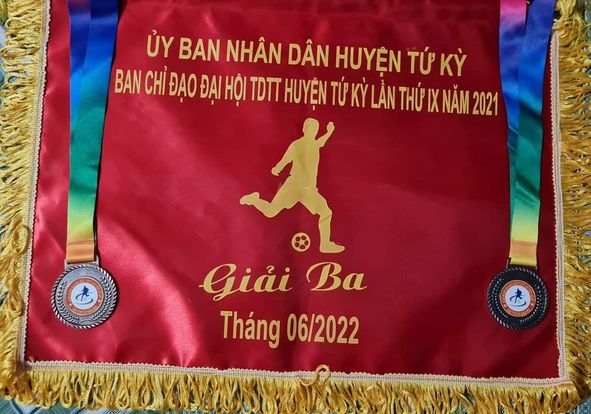 ỦY BAN NHÂN DÂN HUYỆN TỨ KỲ
BAN CHỈ ĐẠO ĐẠI HỘI TDTT HUYỆN TỨ KỲ LẦN THỨ IX NĂM 2021
Giải Ba
Tháng 06/2022